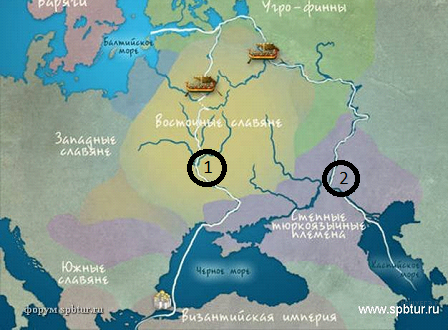 Варяги
Угро-финны
Балтийское
море
Восточные славяне
Западные
славяне
1
2
Степные
тюркоязычные
племена
Южные
славяне
Черное море
Каспийское
море
форум spbtur.ru
www.spbtur.ru
Византийская империя